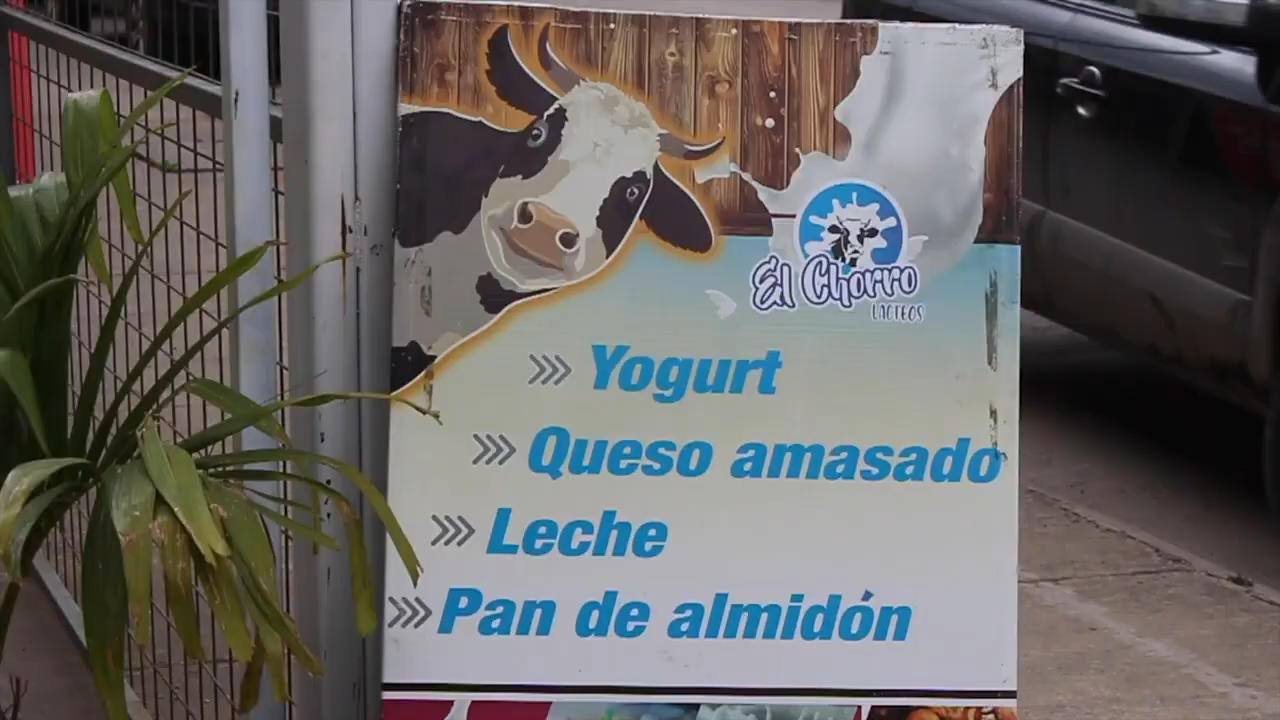 El Chorro
LACTEOS
Yogurt
Queso amasado
Leche
Pan de almidón